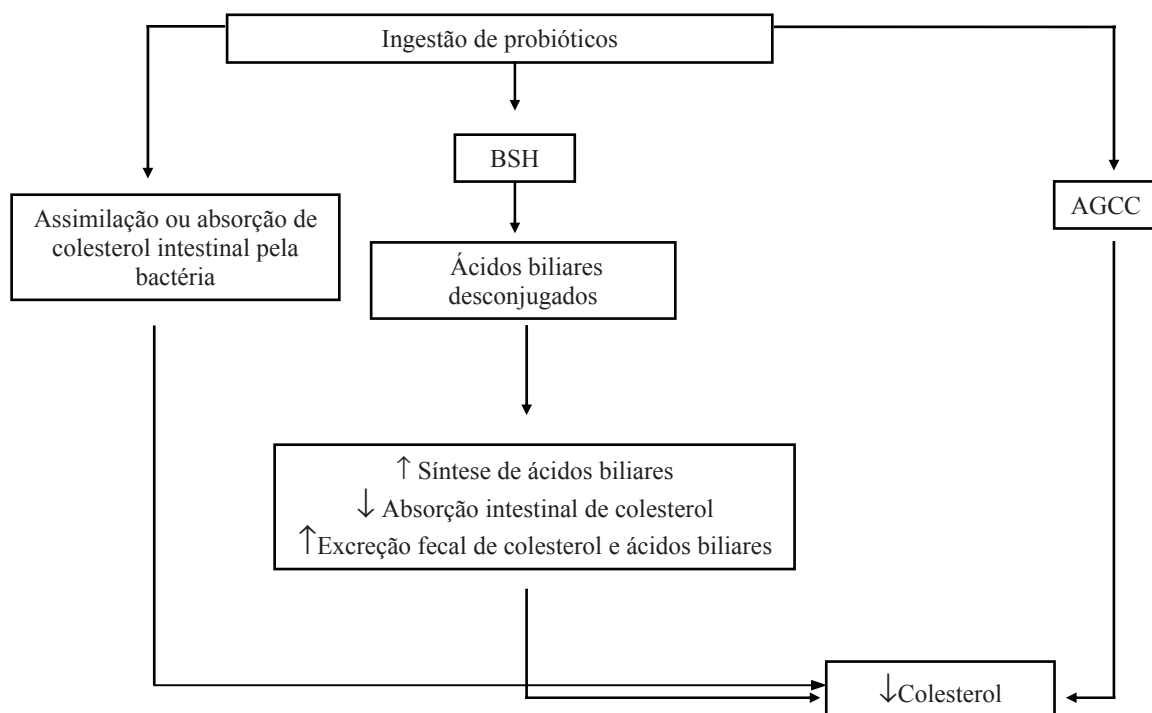 Ingestão de probióticos
BSH
Assimilação ou absorção de
colesterol intestinal pela
bactéria
Ácidos biliares
desconjugados
AGCC
↑ Síntese de ácidos biliares
↓ Absorção intestinal de colesterol
↑Excreção fecal de colesterol e ácidos biliares
↓Colesterol